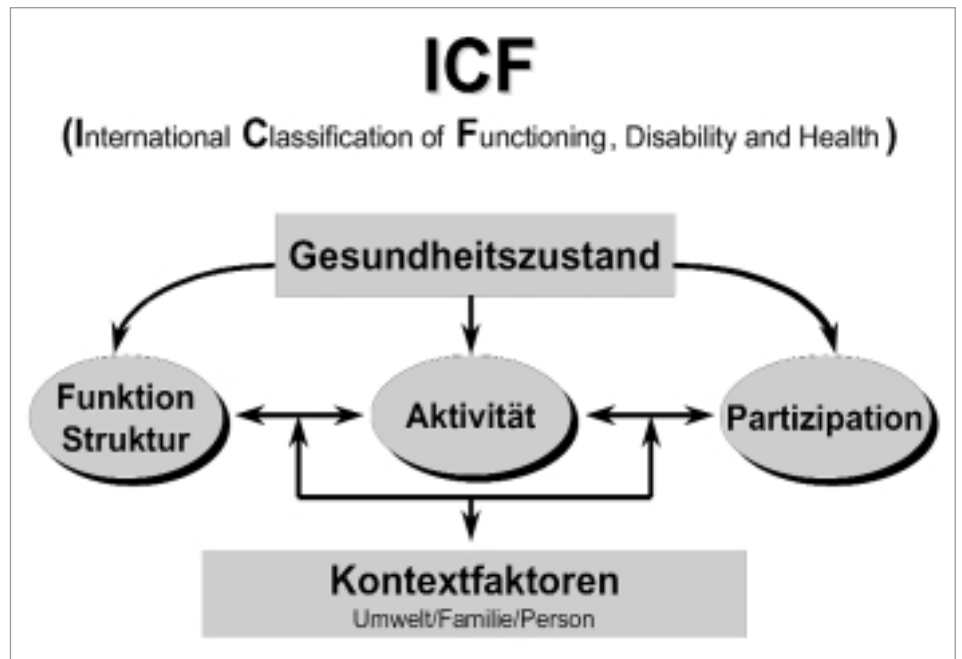 ICF
(International Classification of Functioning, Disability and Health)
Gesundheitszustand
Funktion
Struktur
Aktivität
Partizipation
Kontextfaktoren
Umwelt/Familie/Person